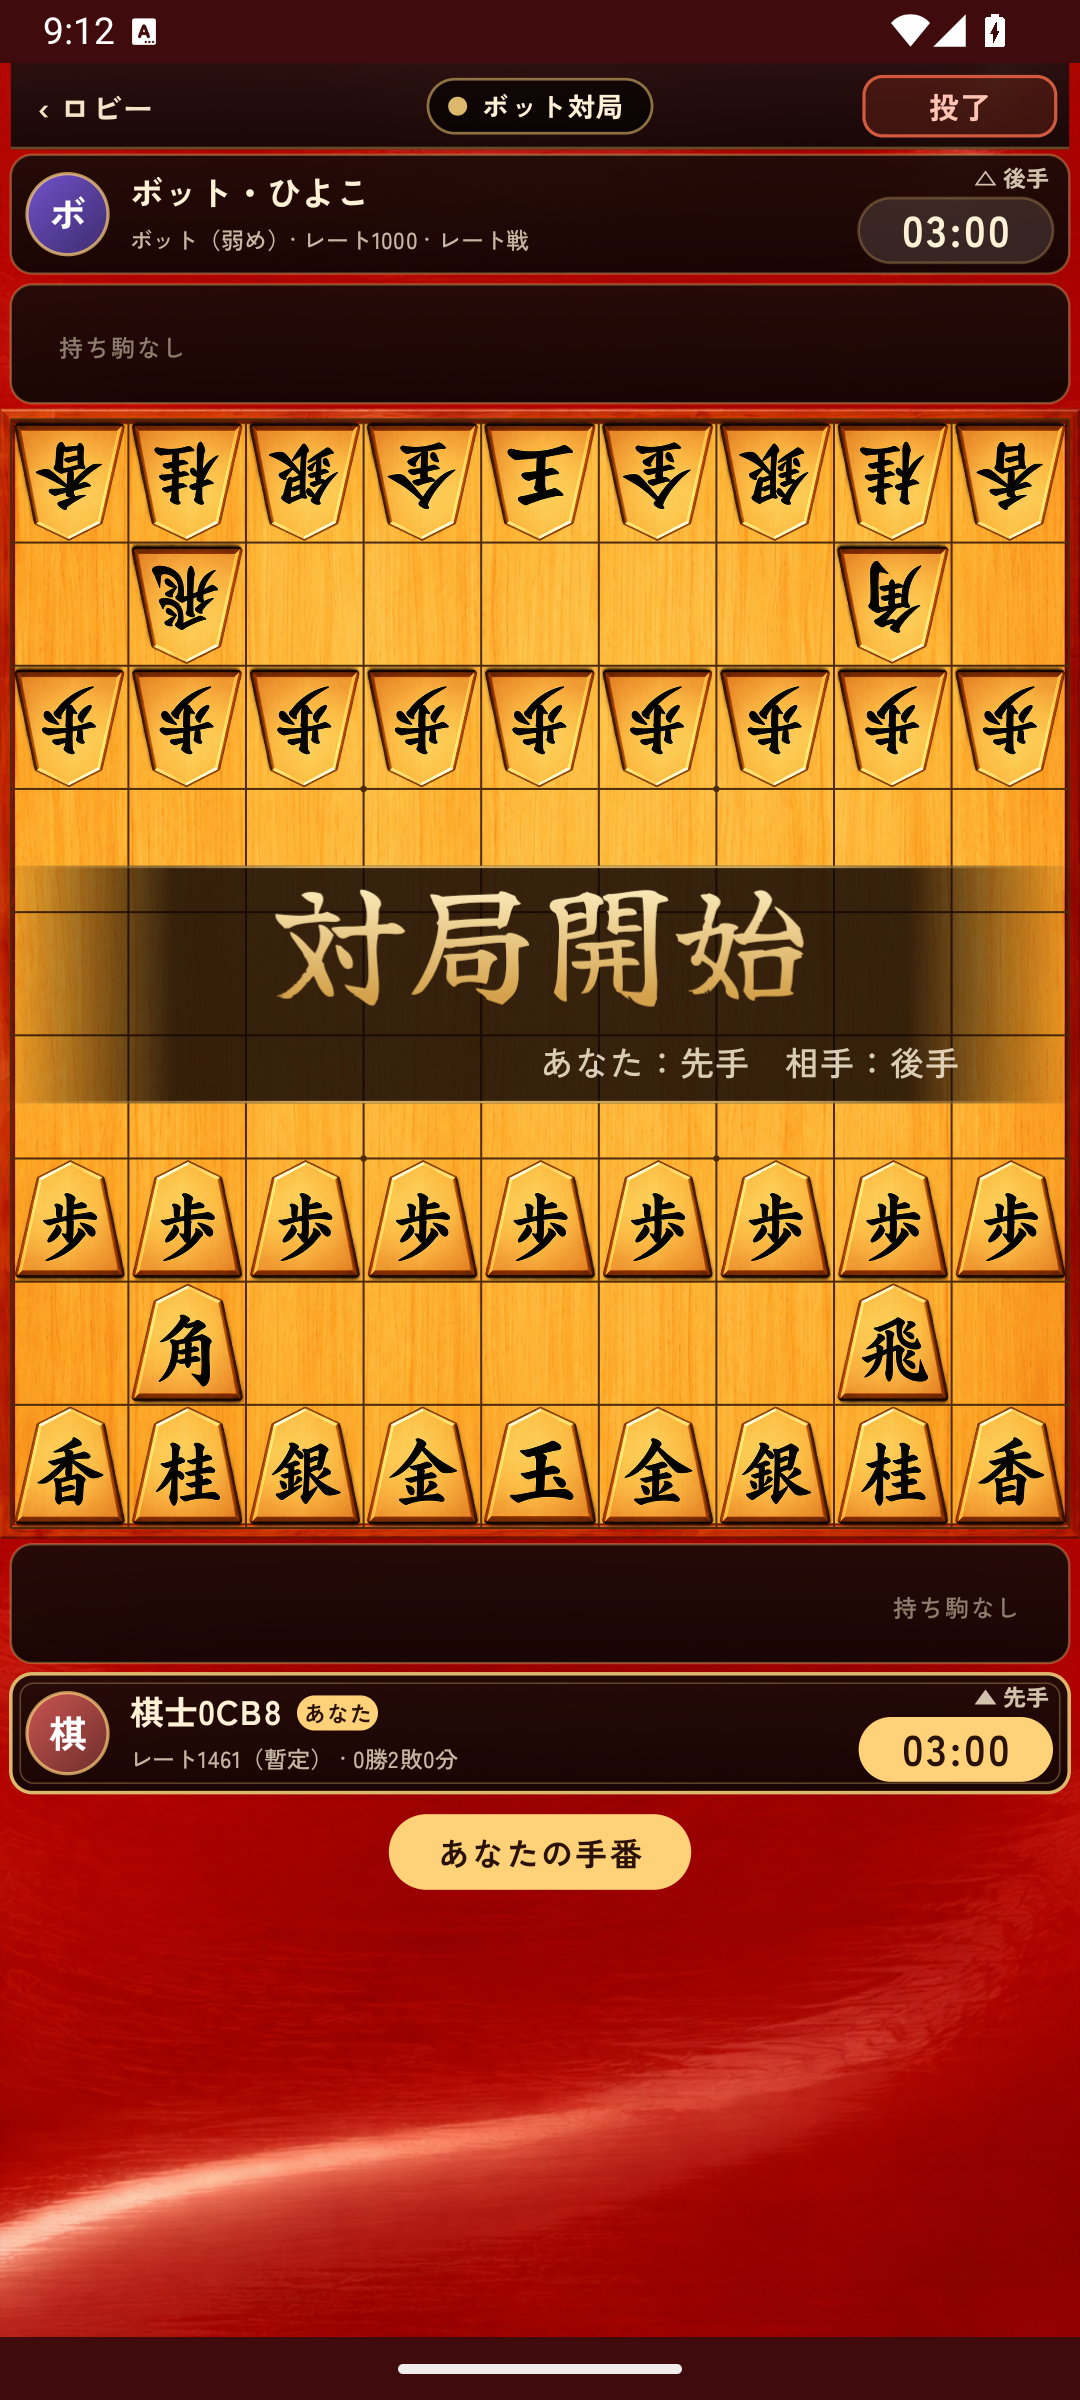 9:12
‹ ロビー
ボット対局
投了
ボ
ボット・ひよこ
ボット（弱め）· レート1000 · レート戦
△ 後手
03:00
持ち駒なし
香 桂 銀 金 王 金 銀 桂 香
飛 角
歩 歩 歩 歩 歩 歩 歩 歩 歩
対局開始
あなた：先手　相手：後手
歩 歩 歩 歩 歩 歩 歩 歩 歩
角 飛
香 桂 銀 金 玉 金 銀 桂 香
持ち駒なし
棋
棋士0CB8 あなた
レート1461（暫定） · 0勝2敗0分
▲ 先手
03:00
あなたの手番